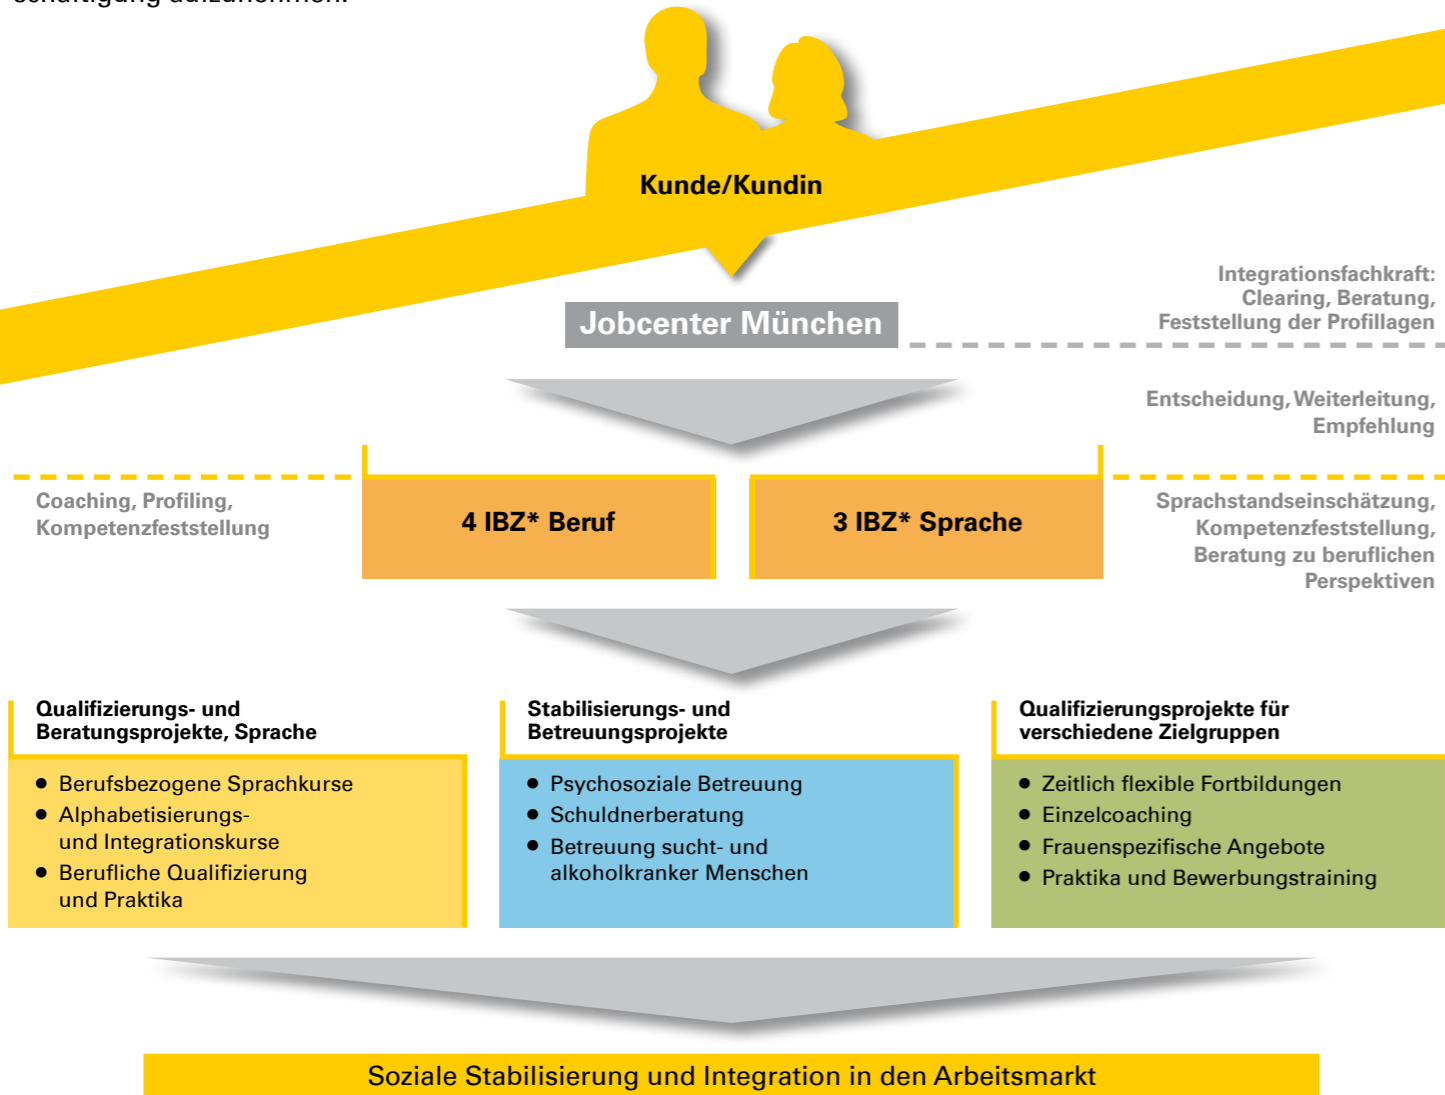 schäftigung aufzunehmen.
Kunde/Kundin
Jobcenter München
Integrationsfachkraft:
Clearing, Beratung,
Feststellung der Profillagen
Entscheidung, Weiterleitung,
Empfehlung
Coaching, Profiling,
Kompetenzfeststellung
4 IBZ* Beruf
3 IBZ* Sprache
Sprachstandseinschätzung,
Kompetenzfeststellung,
Beratung zu beruflichen
Perspektiven
Qualifizierungs- und
Beratungsprojekte, Sprache
● Berufsbezogene Sprachkurse
● Alphabetisierungs-
und Integrationskurse
● Berufliche Qualifizierung
und Praktika
Stabilisierungs- und
Betreuungsprojekte
● Psychosoziale Betreuung
● Schuldnerberatung
● Betreuung sucht- und
alkoholkranker Menschen
Qualifizierungsprojekte für
verschiedene Zielgruppen
● Zeitlich flexible Fortbildungen
● Einzelcoaching
● Frauenspezifische Angebote
● Praktika und Bewerbungstraining
Soziale Stabilisierung und Integration in den Arbeitsmarkt